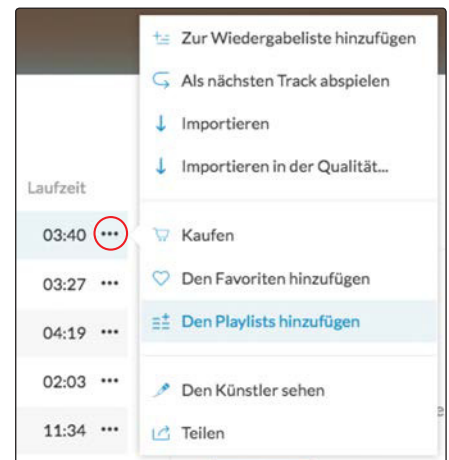 Zur Wiedergabeliste hinzufügen
Als nächsten Track abspielen
Importieren
Importieren in der Qualität...
Laufzeit
03:40 ••• Kaufen
03:27 ••• Den Favoriten hinzufügen
04:19 ••• Den Playlists hinzufügen
02:03 ••• Den Künstler sehen
11:34 ••• Teilen